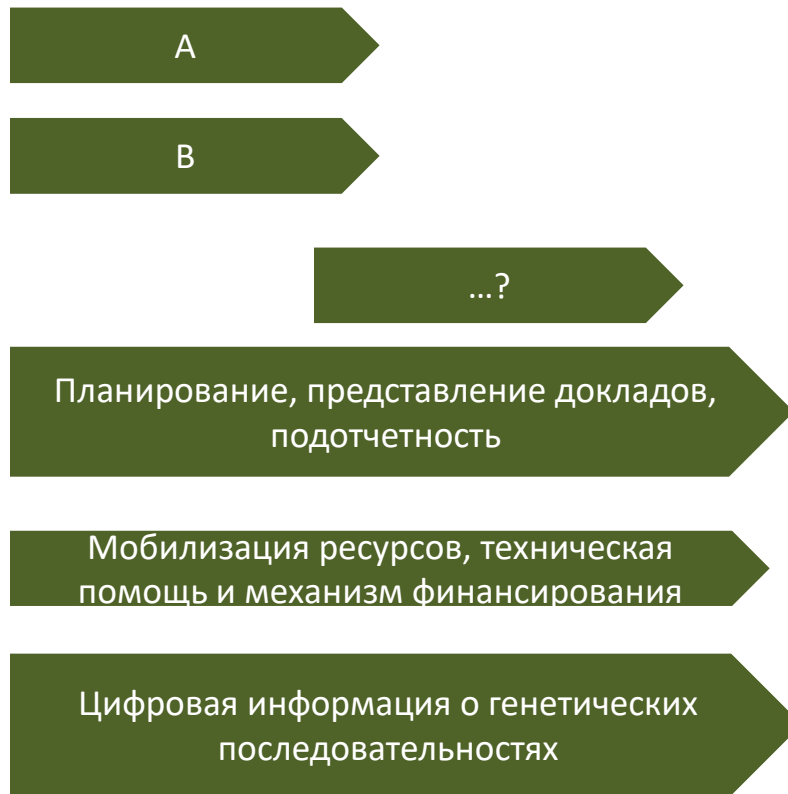 A
B
...?
Планирование, представление докладов,
подотчетность
Мобилизация ресурсов, техническая
помощь и механизм финансирования
Цифровая информация о генетических
последовательностях